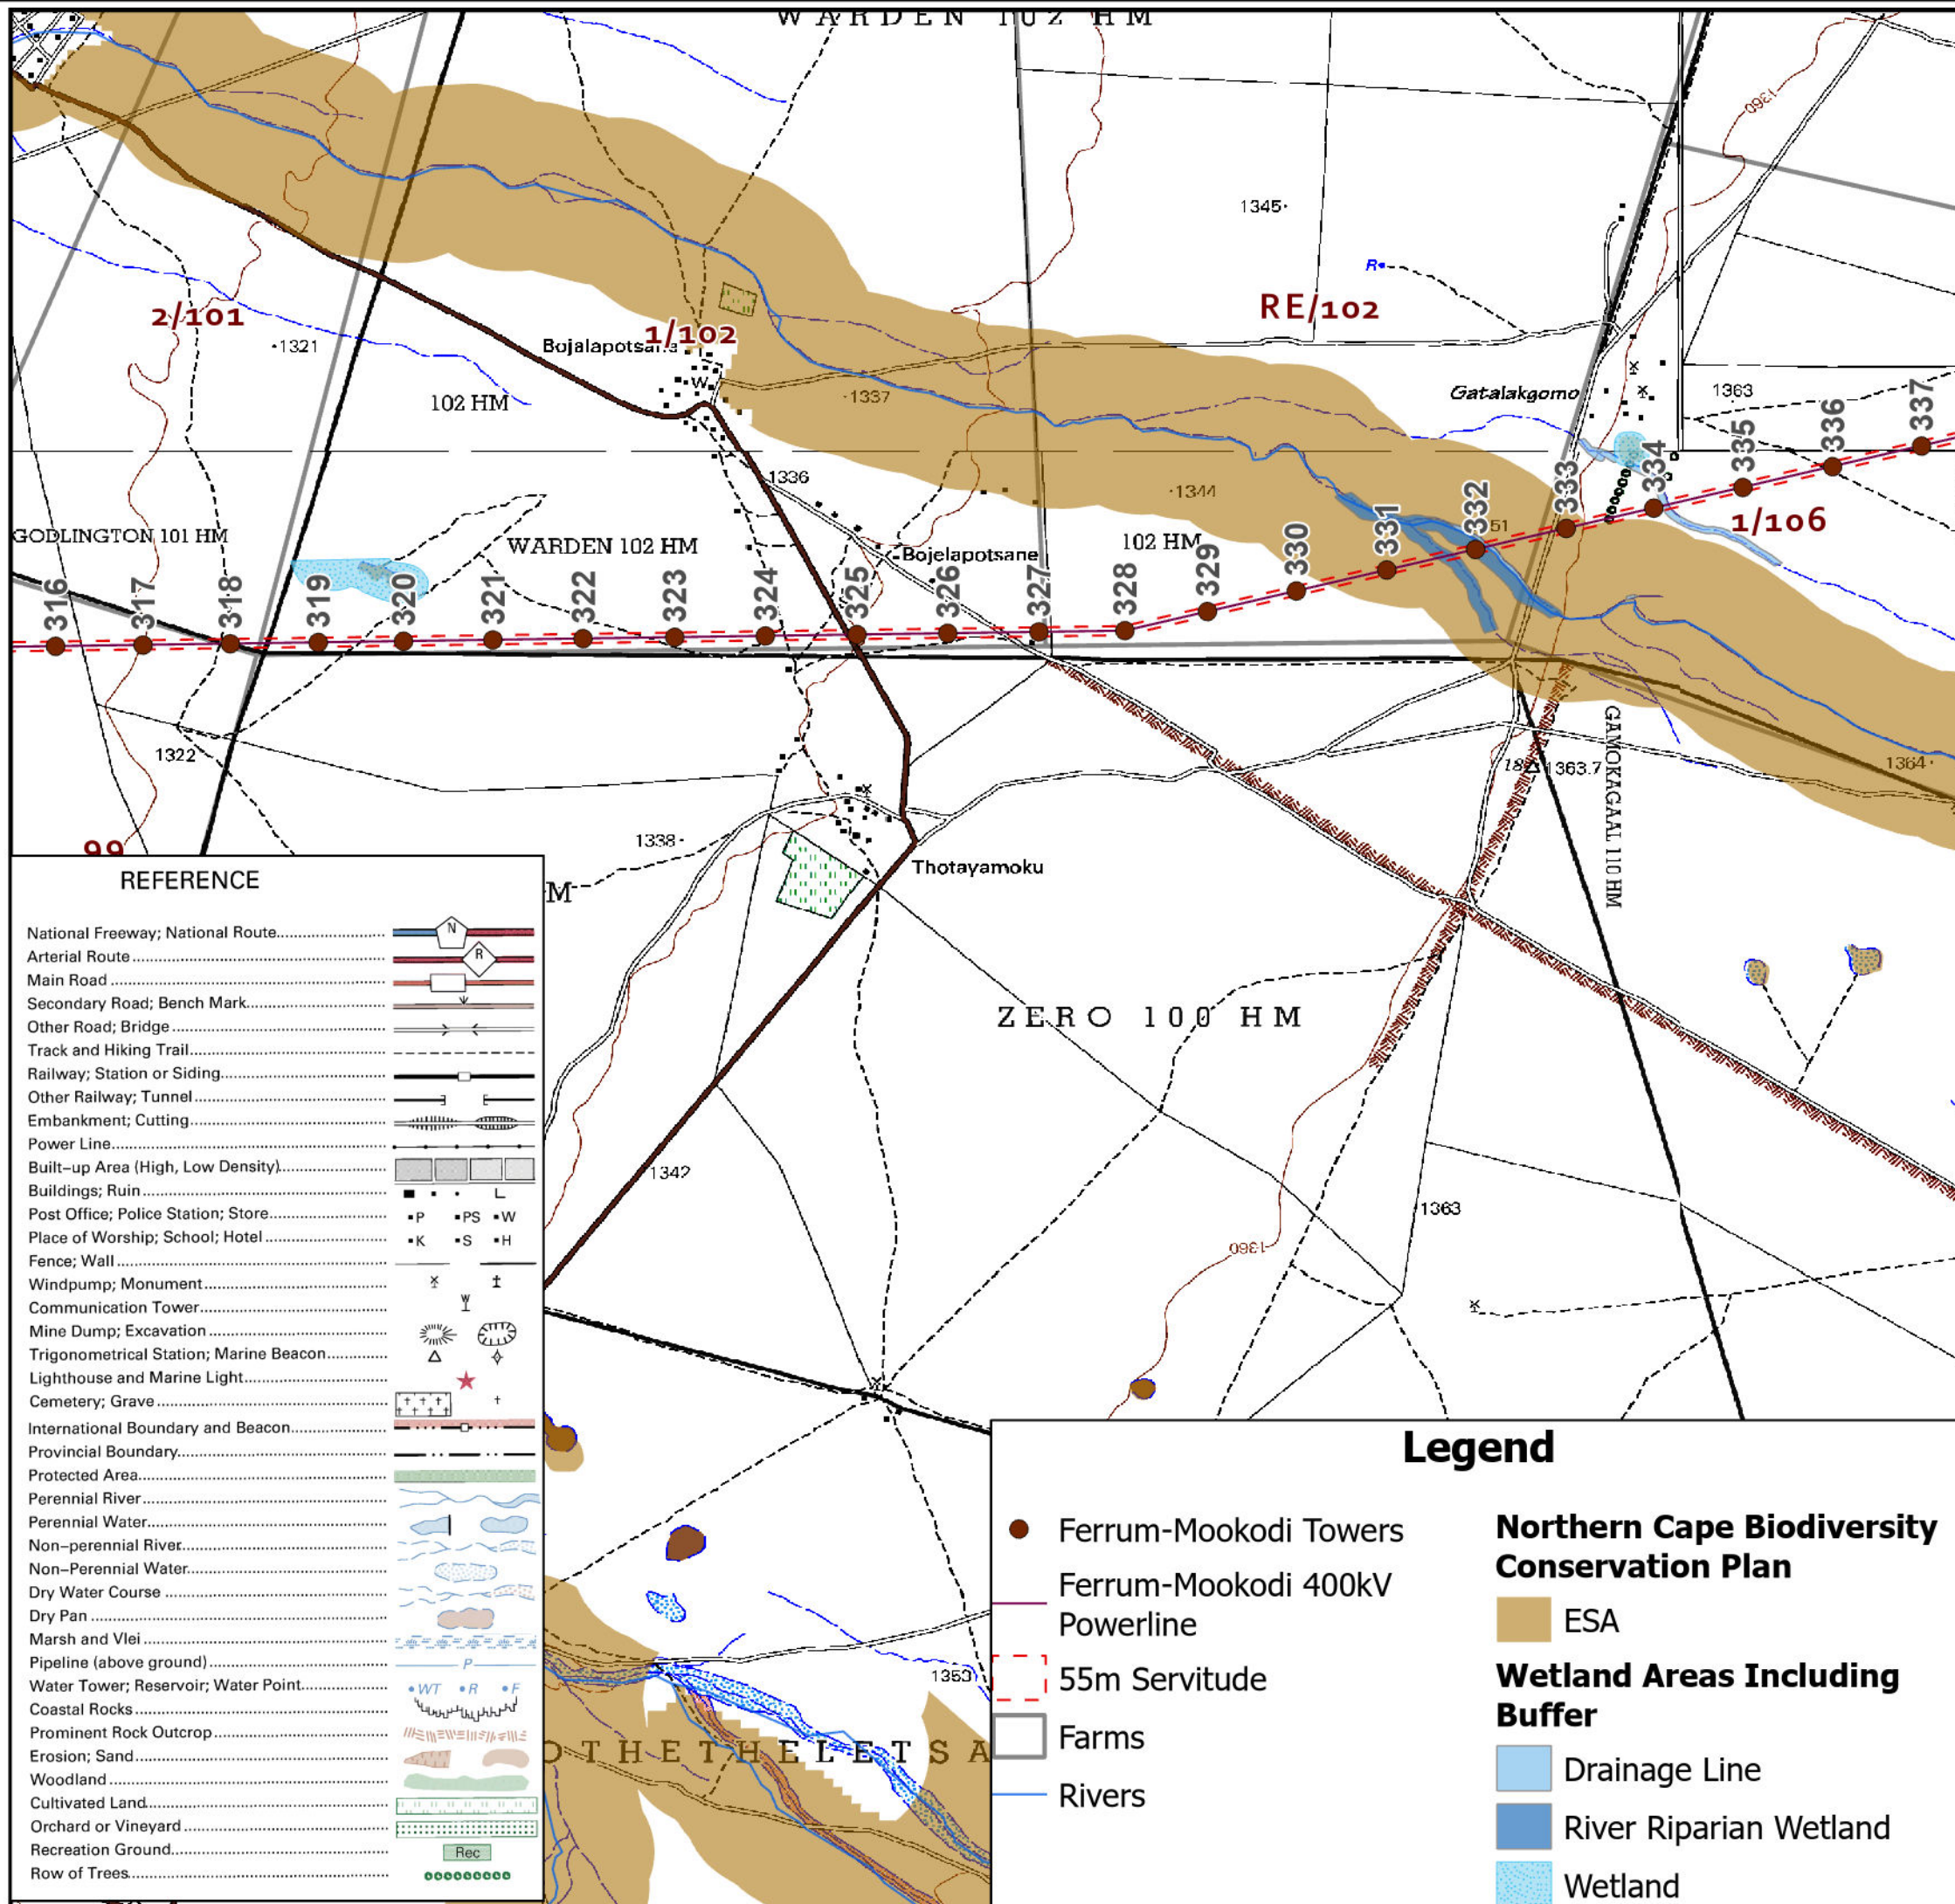 WARDEN 102 HM
1360
1345
R
RE/102
2/101
1321
1/102
102 HM
1337
Gatalakgomo
1363
337
336
335
334
333
332
331
330
329
328
327
326
325
324
323
322
321
320
319
318
317
316
1336
1344
51
1/106
GODLINGTON 101 HM
WARDEN 102 HM
Bojelapotsane
102 HM
1322
1338
Thotayamoku
18
1363.7
GAMOKAGAAL 110 HM
1364
99
M
ZERO 100 HM
1342
1363
1360
1353
OTHETHELETSA
REFERENCE
National Freeway; National Route
N
Arterial Route
R
Main Road
Secondary Road; Bench Mark
Other Road; Bridge
Track and Hiking Trail
Railway; Station or Siding
Other Railway; Tunnel
Embankment; Cutting
Power Line
Built-up Area (High, Low Density)
Buildings; Ruin
Post Office; Police Station; Store
P PS W
Place of Worship; School; Hotel
K S H
Fence; Wall
Windpump; Monument
Communication Tower
Mine Dump; Excavation
Trigonometrical Station; Marine Beacon
Lighthouse and Marine Light
Cemetery; Grave
International Boundary and Beacon
Provincial Boundary
Protected Area
Perennial River
Perennial Water
Non-perennial River
Non-Perennial Water
Dry Water Course
Dry Pan
Marsh and Vlei
Pipeline (above ground)
P
Water Tower; Reservoir; Water Point
WT R F
Coastal Rocks
Prominent Rock Outcrop
Erosion; Sand
Woodland
Cultivated Land
Orchard or Vineyard
Recreation Ground
Rec
Row of Trees
Legend
Ferrum-Mookodi Towers
Ferrum-Mookodi 400kV
Powerline
55m Servitude
Farms
Rivers
Northern Cape Biodiversity
Conservation Plan
ESA
Wetland Areas Including
Buffer
Drainage Line
River Riparian Wetland
Wetland